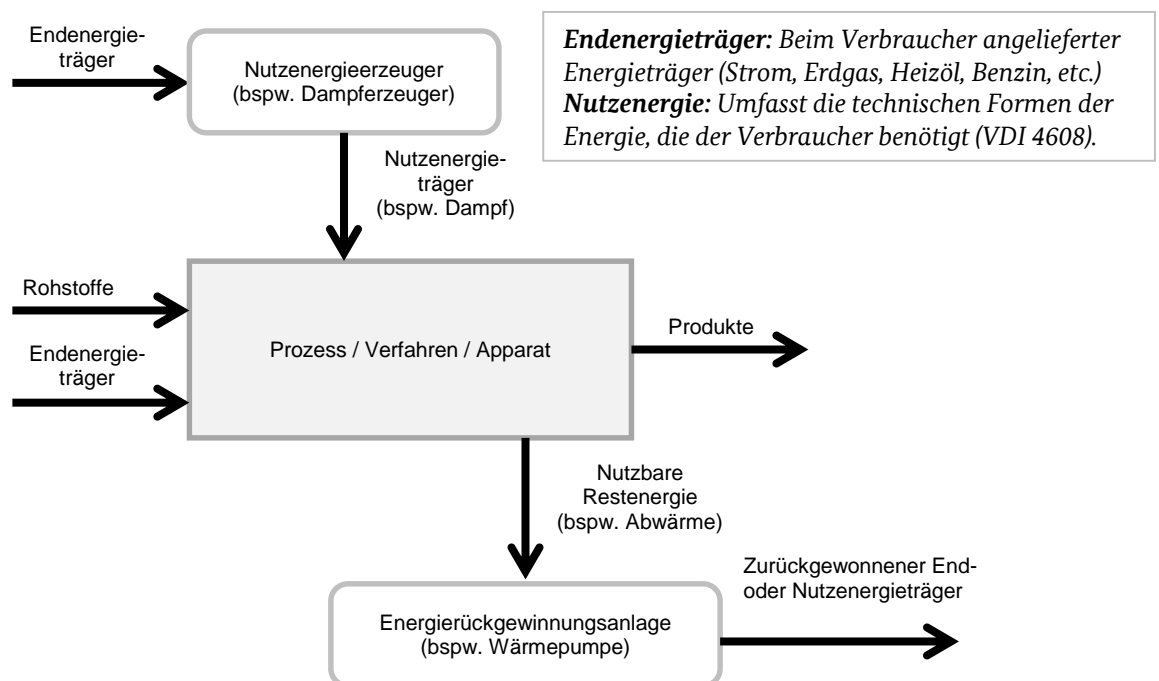 Endenergie-
träger
Nutzenergieerzeuger
(bspw. Dampferzeuger)
Endenergieträger: Beim Verbraucher angelieferter
Energieträger (Strom, Erdgas, Heizöl, Benzin, etc.)
Nutzenergie: Umfasst die technischen Formen der
Energie, die der Verbraucher benötigt (VDI 4608).
Nutzenergie-
träger
(bspw. Dampf)
Rohstoffe
Endenergie-
träger
Prozess / Verfahren / Apparat
Produkte
Nutzbare
Restenergie
(bspw. Abwärme)
Zurückgewonnener End-
oder Nutzenergieträger
Energierückgewinnungsanlage
(bspw. Wärmepumpe)